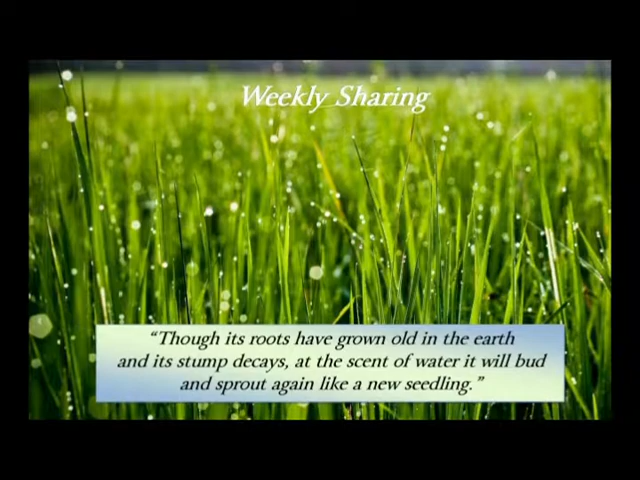 Weekly Sharing
“Though its roots have grown old in the earth
and its stump decays, at the scent of water it will bud
and sprout again like a new seedling.”